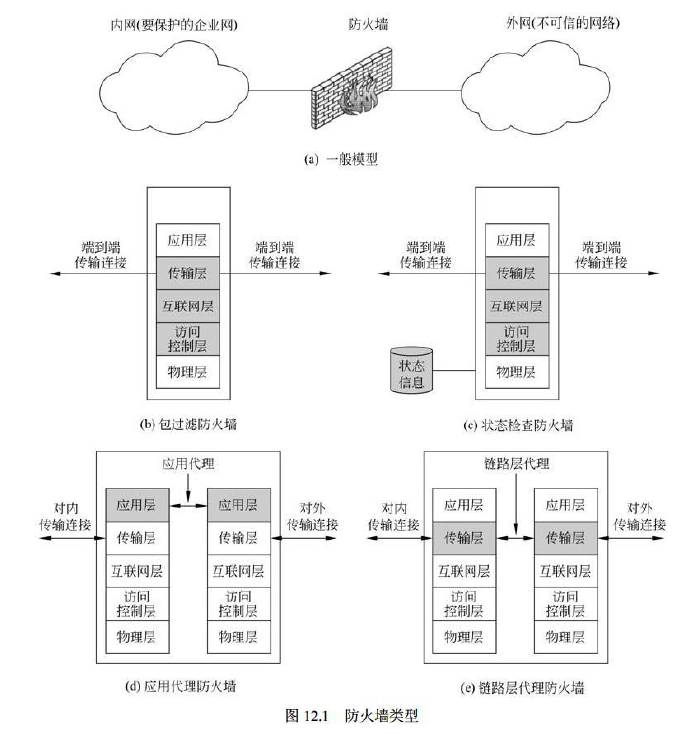 内网(要保护的企业网)
防火墙
外网(不可信的网络)
(a) 一般模型
端到端
传输连接
应用层
传输层
互联网层
访问
控制层
物理层
端到端
传输连接
(b) 包过滤防火墙
端到端
传输连接
应用层
传输层
互联网层
访问
控制层
物理层
端到端
传输连接
状态
信息
(c) 状态检查防火墙
应用代理
对内
传输连接
应用层
传输层
互联网层
访问
控制层
物理层
应用层
传输层
互联网层
访问
控制层
物理层
对外
传输连接
(d) 应用代理防火墙
链路层代理
对内
传输连接
应用层
传输层
互联网层
访问
控制层
物理层
应用层
传输层
互联网层
访问
控制层
物理层
对外
传输连接
(e) 链路层代理防火墙
图 12.1 防火墙类型